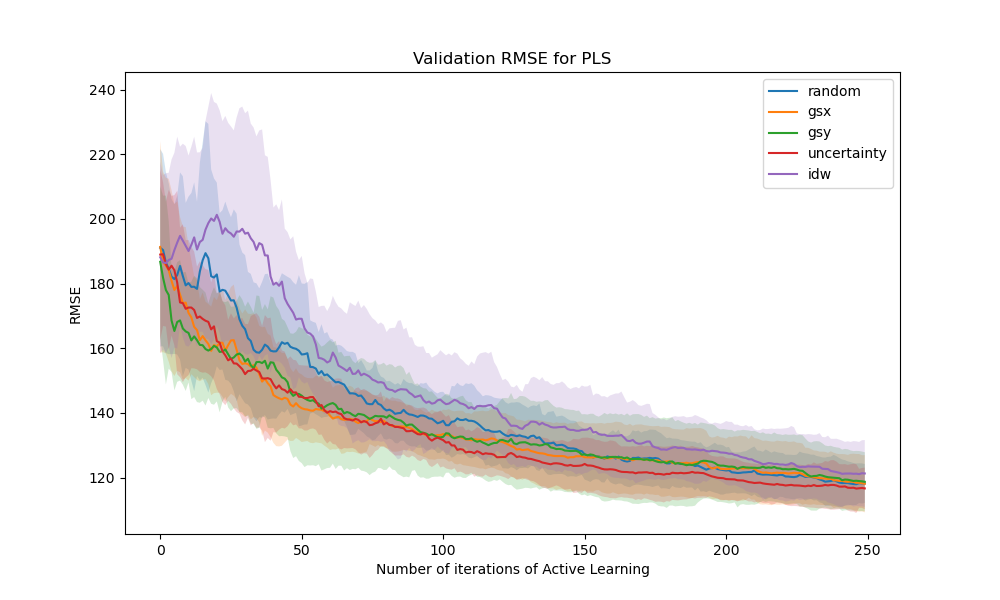 Validation RMSE for PLS
RMSE
240
220
200
180
160
140
120
0
50
100
150
200
250
Number of iterations of Active Learning
random
gsx
gsy
uncertainty
idw